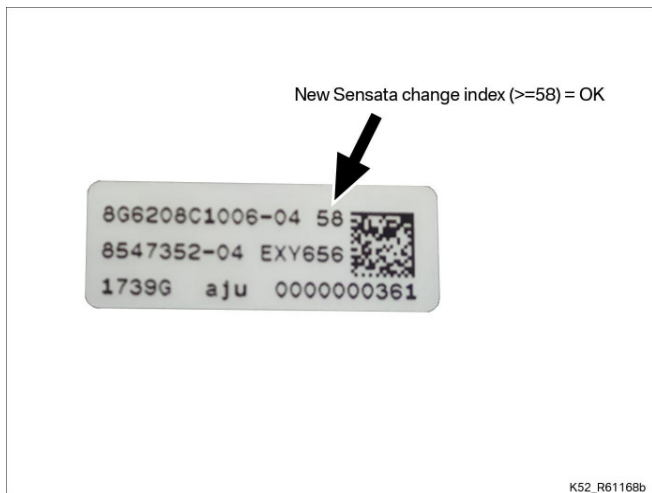 New Sensata change index (>=58) = OK
8G6208C1006-04 58
8547352-04 EXY656
1739G aju 0000000361
K52_R61168b